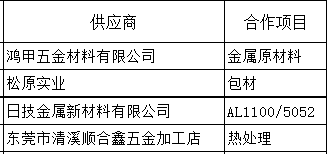 供应商 合作项目
鸿甲五金材料有限公司 金属原材料
松原实业 包材
日技金属新材料有限公司 AL1100/5052
东莞市清溪顺合鑫五金加工店 热处理